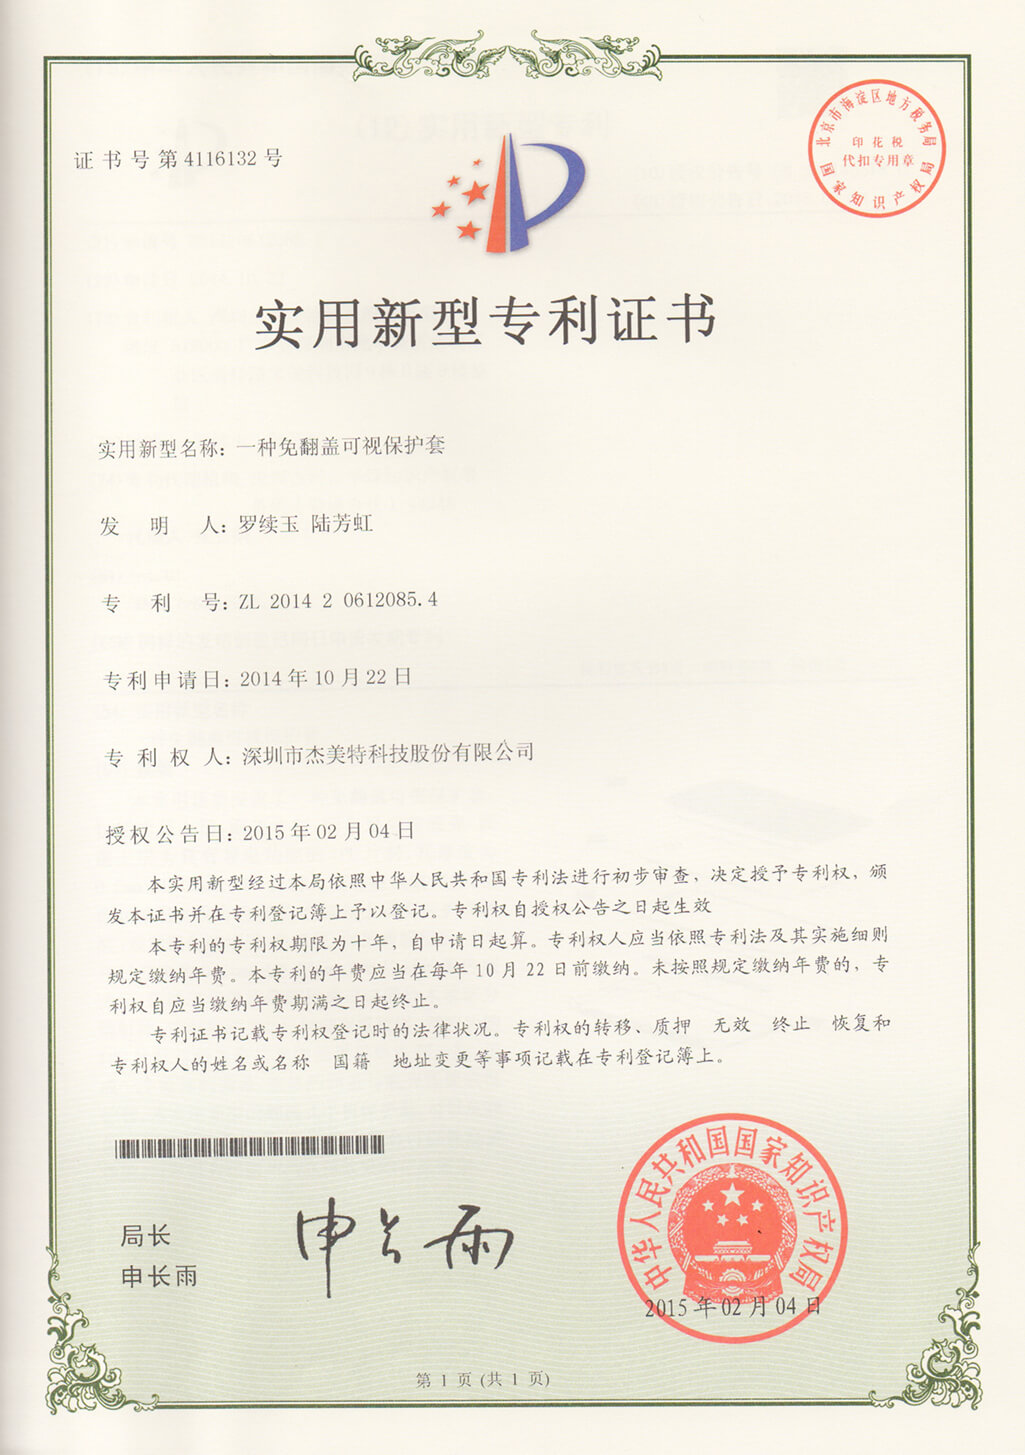 证书号第4116132号
北京市海淀区地方税务局
印花税
代扣专用章
国家知识产权局
实用新型专利证书
实用新型名称：一种免翻盖可视保护套
发明人：罗续玉 陆芳虹
专利号：ZL 2014 2 0612085.4
专利申请日：2014年10月22日
专利权人：深圳市杰美特科技股份有限公司
授权公告日：2015年02月04日
本实用新型经过本局依照中华人民共和国专利法进行初步审查，决定授予专利权，颁
发本证书并在专利登记簿上予以登记。专利权自授权公告之日起生效
本专利的专利权期限为十年，自申请日起算。专利权人应当依照专利法及其实施细则
规定缴纳年费。本专利的年费应当在每年10月22日前缴纳。未按照规定缴纳年费的，专
利权自应当缴纳年费期满之日起终止。
专利证书记载专利权登记时的法律状况。专利权的转移、质押 无效 终止 恢复和
专利权人的姓名或名称 国籍 地址变更等事项记载在专利登记簿上。
局长
申长雨
申长雨
中华人民共和国国家知识产权局
2015年02月04日
第 1 页 (共 1 页)